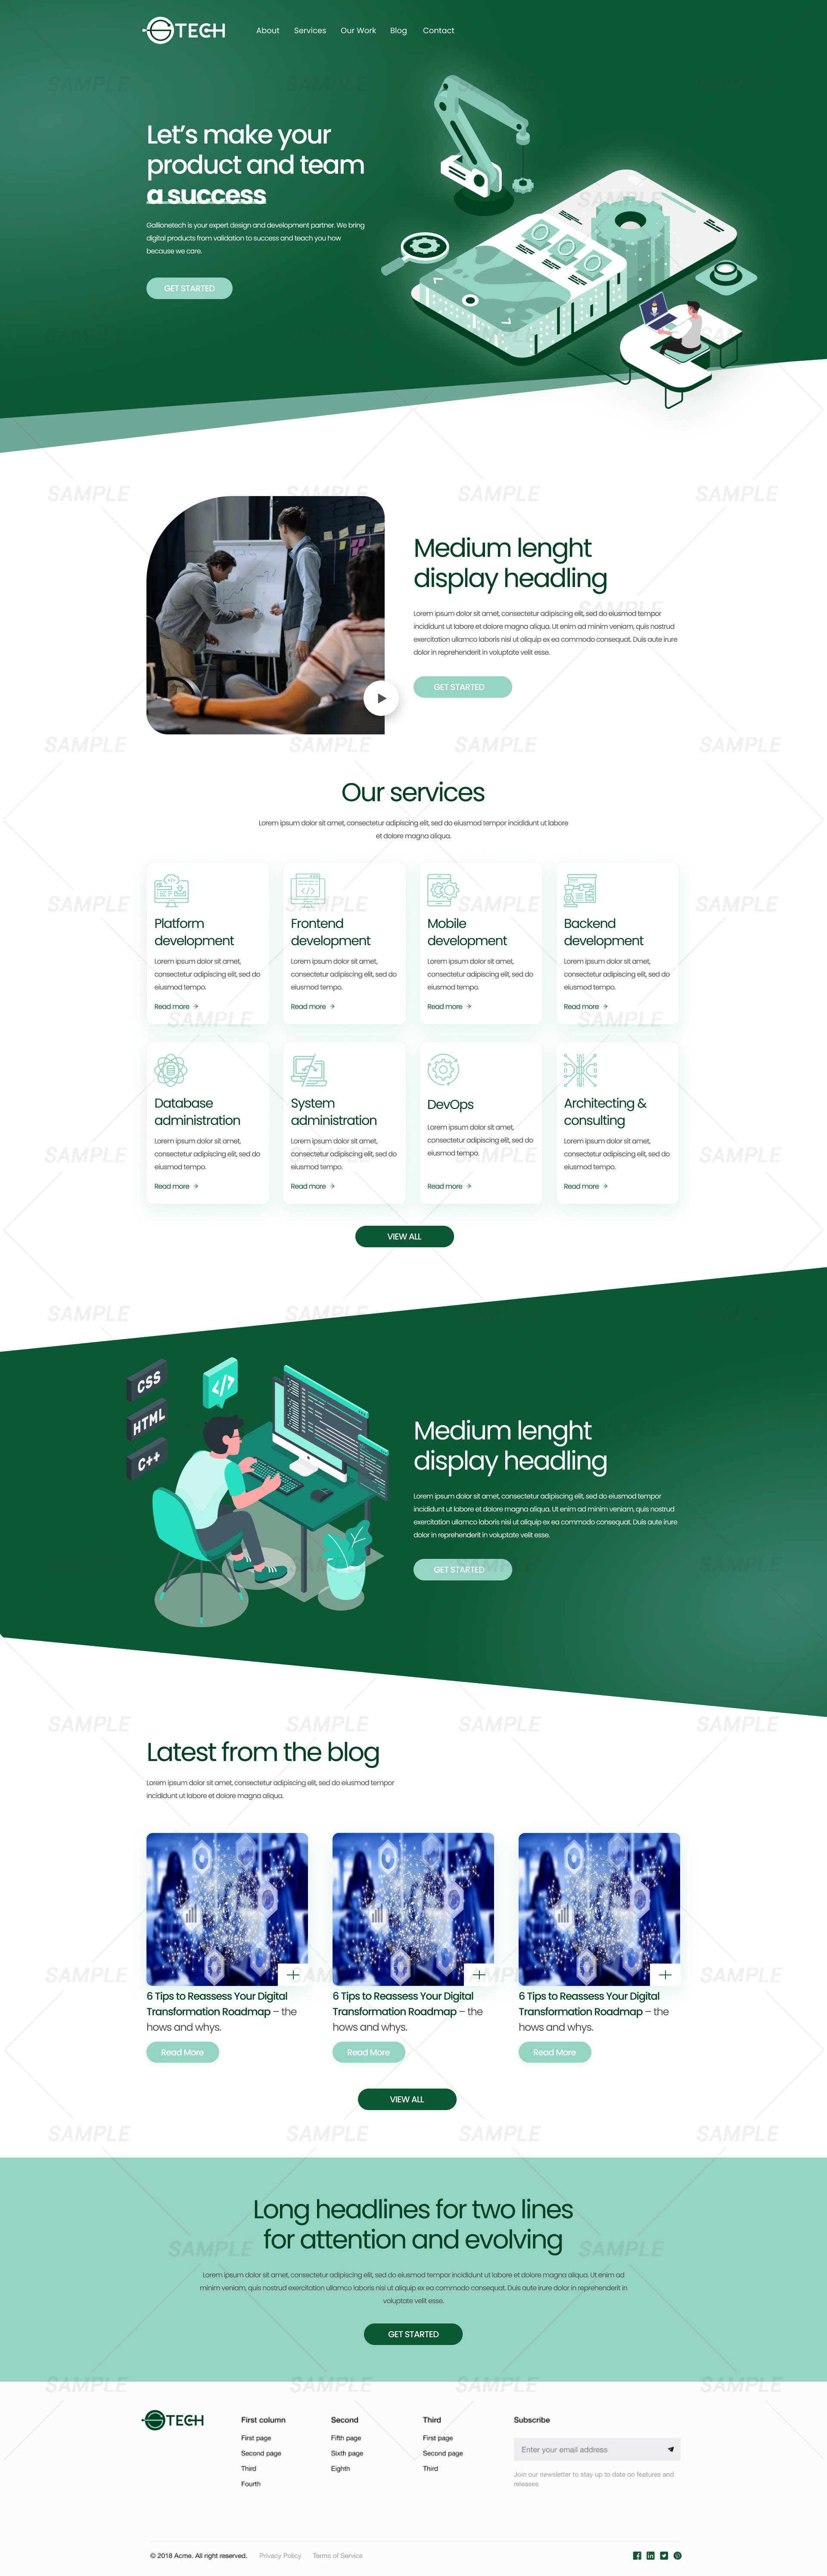 TECH
About Services Our Work Blog Contact
Let's make your
product and team
a success
Gallionetech is your expert design and development partner. We bring
digital products from validation to success and teach you how
because we care.
GET STARTED
Medium lenght
display headling
Lorem ipsum dolor sit amet, consectetur adipiscing elit, sed do eiusmod tempor
incididunt ut labore et dolore magna aliqua. Ut enim ad minim veniam, quis nostrud
exercitation ullamco laboris nisi ut aliquip ex ea commodo consequat. Duis aute irure
dolor in reprehenderit in voluptate velit esse.
GET STARTED
Our services
Lorem ipsum dolor sit amet, consectetur adipiscing elit, sed do eiusmod tempor incididunt ut labore
et dolore magna aliqua.
Platform
development
Lorem ipsum dolor sit amet,
consectetur adipiscing elit, sed do
eiusmod tempo.
Read more
Frontend
development
Lorem ipsum dolor sit amet,
consectetur adipiscing elit, sed do
eiusmod tempo.
Read more
Mobile
development
Lorem ipsum dolor sit amet,
consectetur adipiscing elit, sed do
eiusmod tempo.
Read more
Backend
development
Lorem ipsum dolor sit amet,
consectetur adipiscing elit, sed do
eiusmod tempo.
Read more
Database
administration
Lorem ipsum dolor sit amet,
consectetur adipiscing elit, sed do
eiusmod tempo.
Read more
System
administration
Lorem ipsum dolor sit amet,
consectetur adipiscing elit, sed do
eiusmod tempo.
Read more
DevOps
Lorem ipsum dolor sit amet,
consectetur adipiscing elit, sed do
eiusmod tempo.
Read more
Architecting &
consulting
Lorem ipsum dolor sit amet,
consectetur adipiscing elit, sed do
eiusmod tempo.
Read more
VIEW ALL
CSS
HTML
C++
</>
Medium lenght
display headling
Lorem ipsum dolor sit amet, consectetur adipiscing elit, sed do eiusmod tempor
incididunt ut labore et dolore magna aliqua. Ut enim ad minim veniam, quis nostrud
exercitation ullamco laboris nisi ut aliquip ex ea commodo consequat. Duis aute irure
dolor in reprehenderit in voluptate velit esse.
GET STARTED
Latest from the blog
Lorem ipsum dolor sit amet, consectetur adipiscing elit, sed do eiusmod tempor
incididunt ut labore et dolore magna aliqua.
6 Tips to Reassess Your Digital
Transformation Roadmap – the
hows and whys.
Read More
6 Tips to Reassess Your Digital
Transformation Roadmap – the
hows and whys.
Read More
6 Tips to Reassess Your Digital
Transformation Roadmap – the
hows and whys.
Read More
VIEW ALL
Long headlines for two lines
for attention and evolving
Lorem ipsum dolor sit amet, consectetur adipiscing elit, sed do eiusmod tempor incididunt ut labore et dolore magna aliqua. Ut enim ad
minim veniam, quis nostrud exercitation ullamco laboris nisi ut aliquip ex ea commodo consequat. Duis aute irure dolor in reprehenderit in
voluptate velit esse.
GET STARTED
TECH
First column
First page
Second page
Third
Fourth
Second
Fifth page
Sixth page
Eighth
Third
First page
Second page
Third
Subscribe
Enter your email address
Join our newsletter to stay up to date on features and
releases
© 2018 Acme. All right reserved. Privacy Policy Terms of Service
SAMPLE